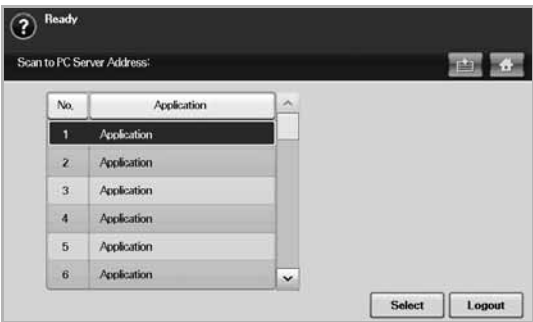 ?
Ready
Scan to PC Server Address:
No. Application
1 Application
2 Application
3 Application
4 Application
5 Application
6 Application
Select Logout